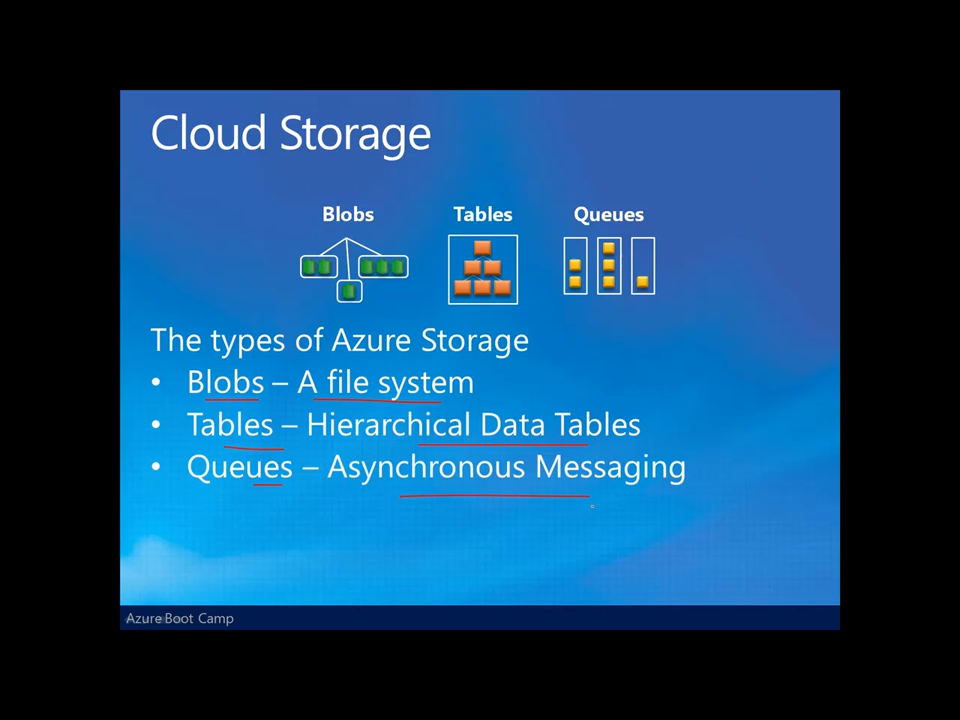 Cloud Storage
Blobs Tables Queues
The types of Azure Storage
• Blobs – A file system
• Tables – Hierarchical Data Tables
• Queues – Asynchronous Messaging
Azure Boot Camp